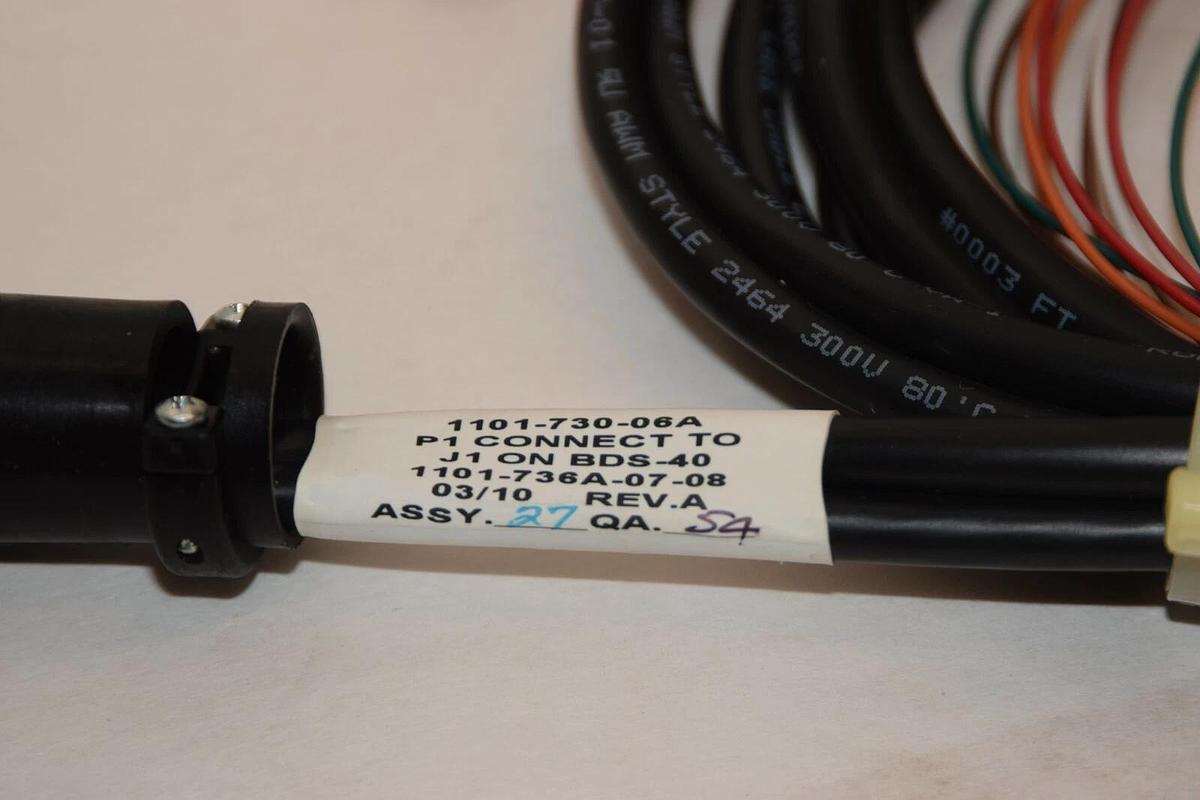 1101-730-06A
P1 CONNECT TO
J1 ON BDS-40
1101-736A-07-08
03/10 REV.A
ASSY. 27 QA. S4
-01 AWM STYLE 2464 300V 80°C
#0003 FT